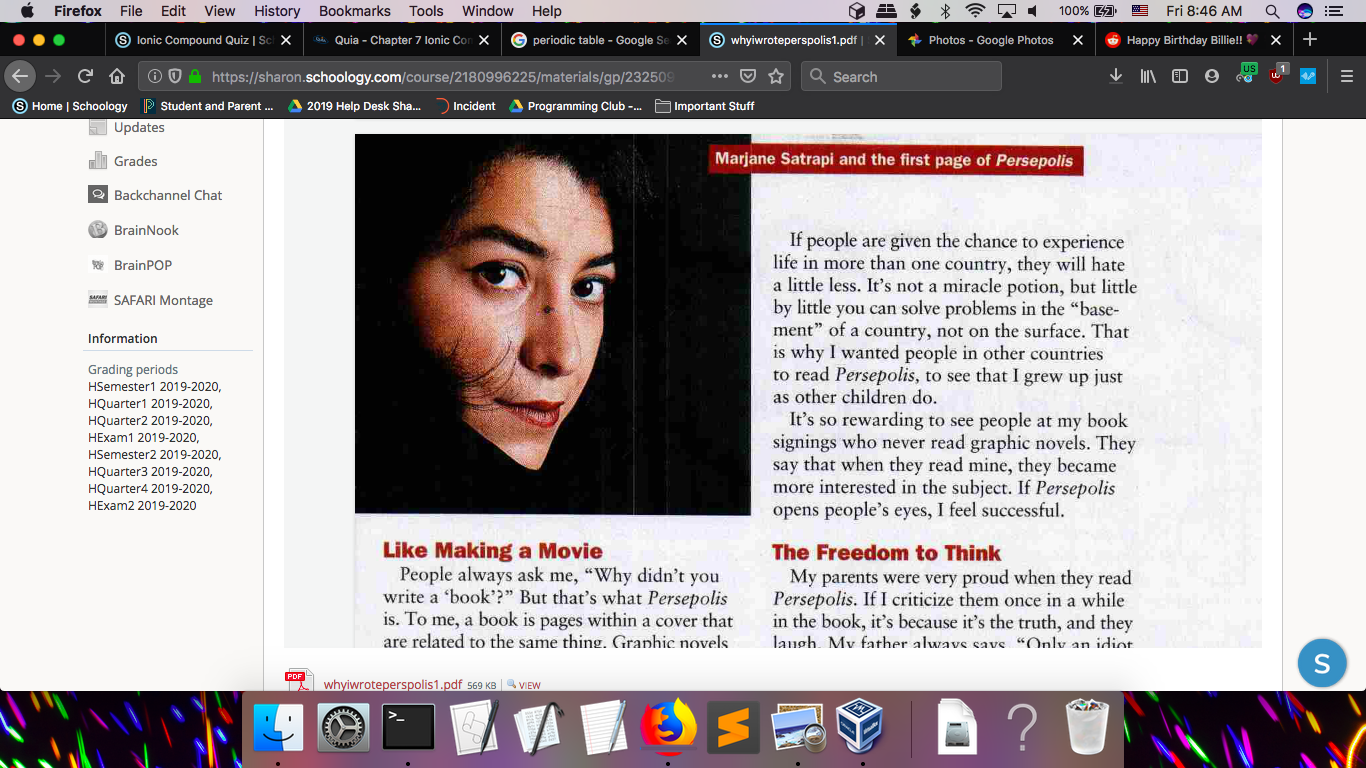 Firefox File Edit View History Bookmarks Tools Window Help 100% Fri 8:46 AM
Ionic Compound Quiz | Sc
Quia - Chapter 7 Ionic Con
periodic table - Google Se
whyiwroteperspolis1.pdf |
Photos - Google Photos
Happy Birthday Billie!!
https://sharon.schoology.com/course/2180996225/materials/gp/23250
Search
US
1
Home | Schoology
Student and Parent ...
2019 Help Desk Sha...
Incident
Programming Club -...
Important Stuff
Updates
Grades
Backchannel Chat
BrainNook
BrainPOP
SAFARI Montage
Information
Grading periods
HSemester1 2019-2020,
HQuarter1 2019-2020,
HQuarter2 2019-2020,
HExam1 2019-2020,
HSemester2 2019-2020,
HQuarter3 2019-2020,
HQuarter4 2019-2020,
HExam2 2019-2020
Marjane Satrapi and the first page of Persepolis
If people are given the chance to experience
life in more than one country, they will hate
a little less. It's not a miracle potion, but little
by little you can solve problems in the “base-
ment” of a country, not on the surface. That
is why I wanted people in other countries
to read Persepolis, to see that I grew up just
as other children do.
It's so rewarding to see people at my book
signings who never read graphic novels. They
say that when they read mine, they became
more interested in the subject. If Persepolis
opens people's eyes, I feel successful.
Like Making a Movie
People always ask me, “Why didn't you
write a ‘book’?” But that's what Persepolis
is. To me, a book is pages within a cover that
are related to the same thing. Graphic novels
The Freedom to Think
My parents were very proud when they read
Persepolis. If I criticize them once in a while
in the book, it's because it's the truth, and they
laugh. My father always says, “Only an idiot
PDF
whyiwroteperspolis1.pdf 569 KB | VIEW
S